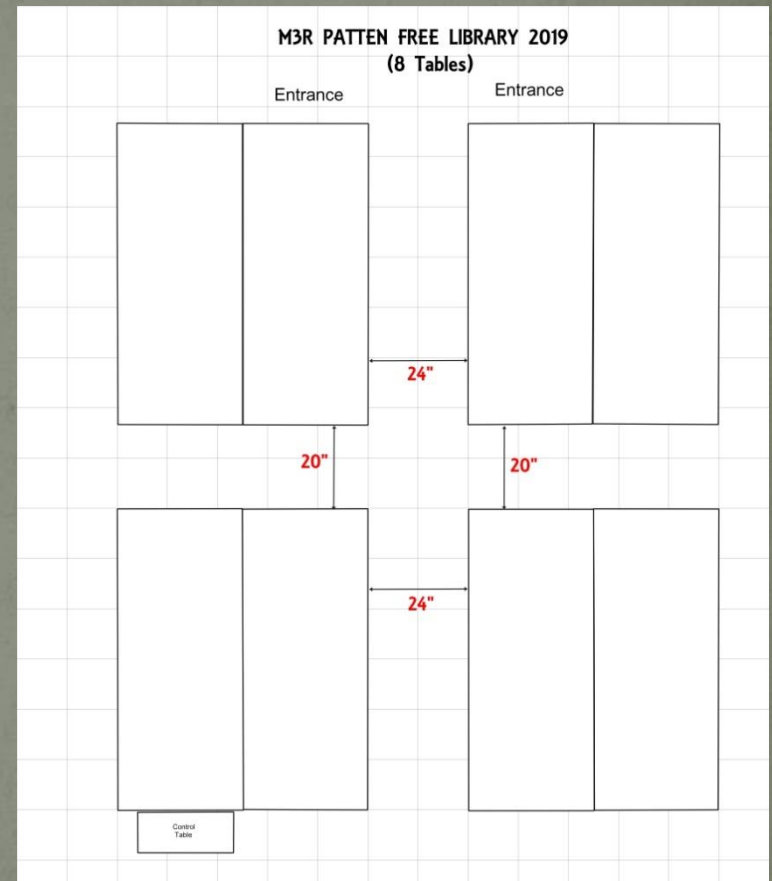 M3R PATTEN FREE LIBRARY 2019
(8 Tables)
Entrance
Entrance
24"
20"
20"
24"
Control
Table